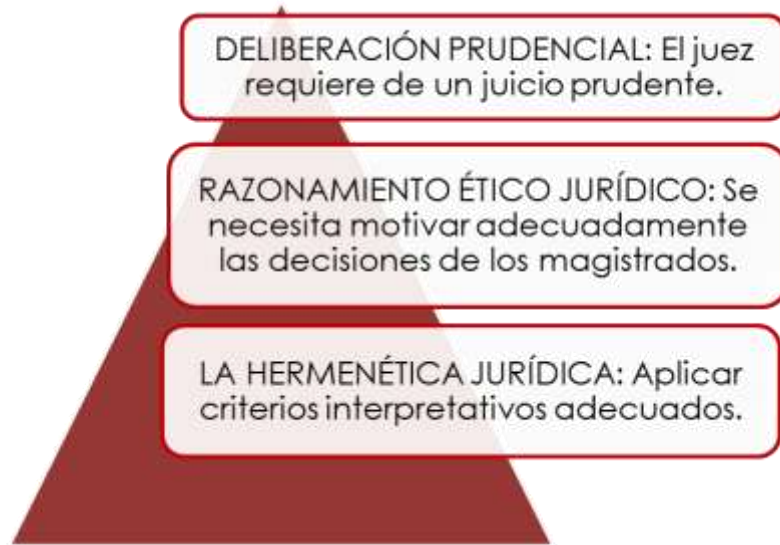 DELIBERACIÓN PRUDENCIAL: El juez
requiere de un juicio prudente.
RAZONAMIENTO ÉTICO JURÍDICO: Se
necesita motivar adecuadamente
las decisiones de los magistrados.
LA HERMENÉTICA JURÍDICA: Aplicar
criterios interpretativos adecuados.